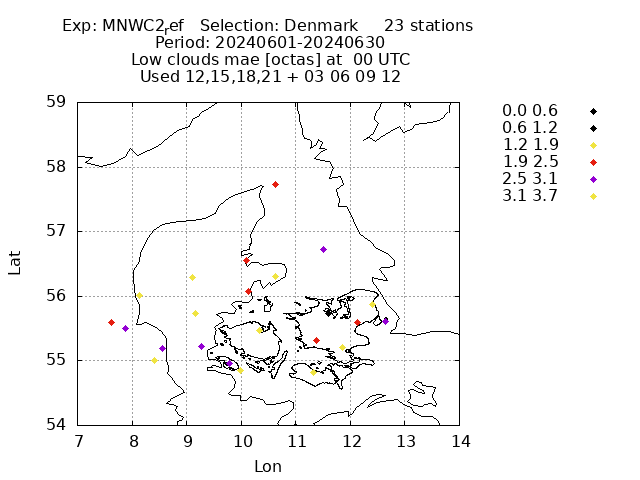 Exp: MNWC2ref   Selection: Denmark     23 stations
Period: 20240601-20240630
Low clouds mae [octas] at  00 UTC
Used 12,15,18,21 + 03 06 09 12
0.0 0.6
0.6 1.2
1.2 1.9
1.9 2.5
2.5 3.1
3.1 3.7
59
58
57
56
55
54
Lat
7 8 9 10 11 12 13 14
Lon